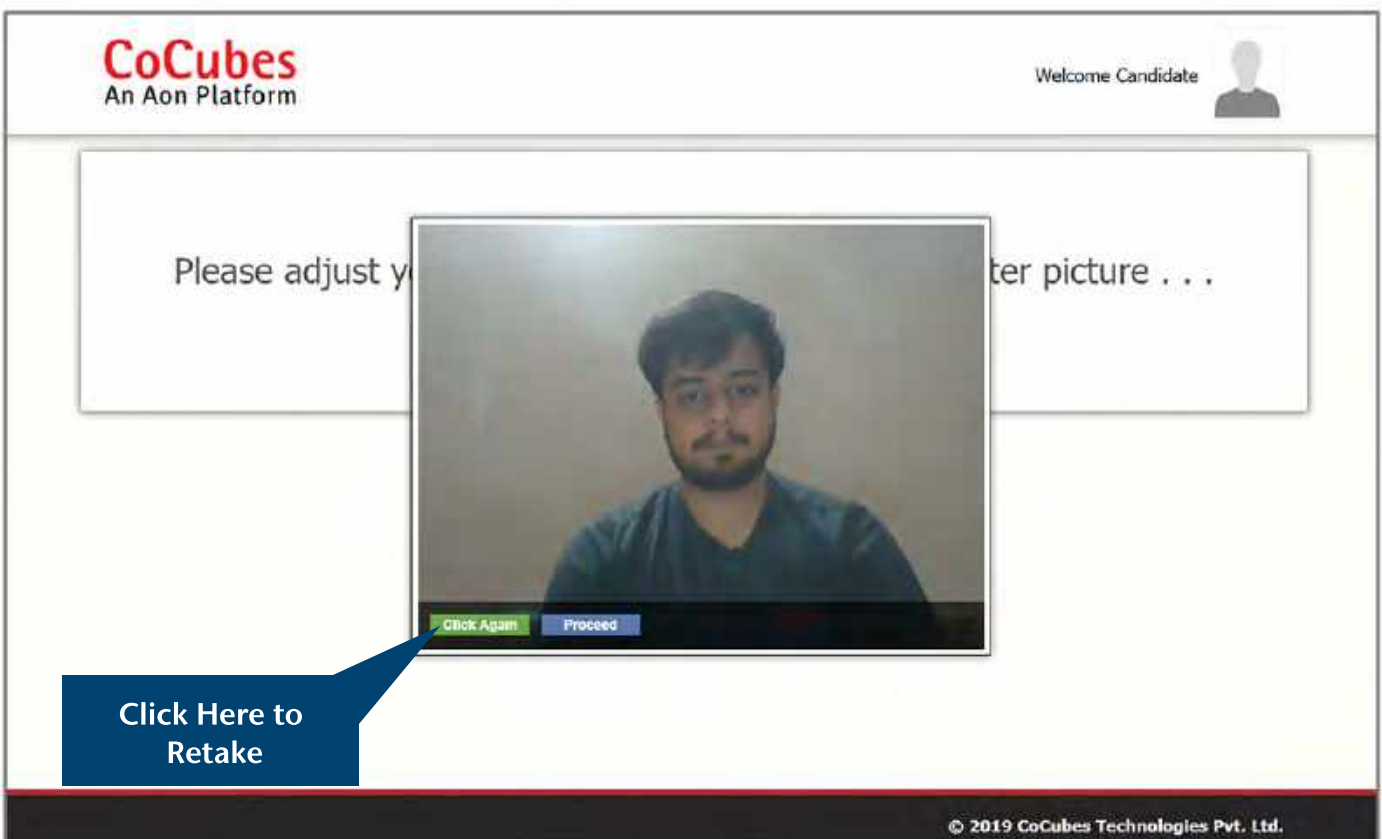 CoCubes
An Aon Platform
Welcome Candidate
Please adjust y ter picture . . .
Click Again Proceed
Click Here to
Retake
© 2019 CoCubes Technologies Pvt. Ltd.